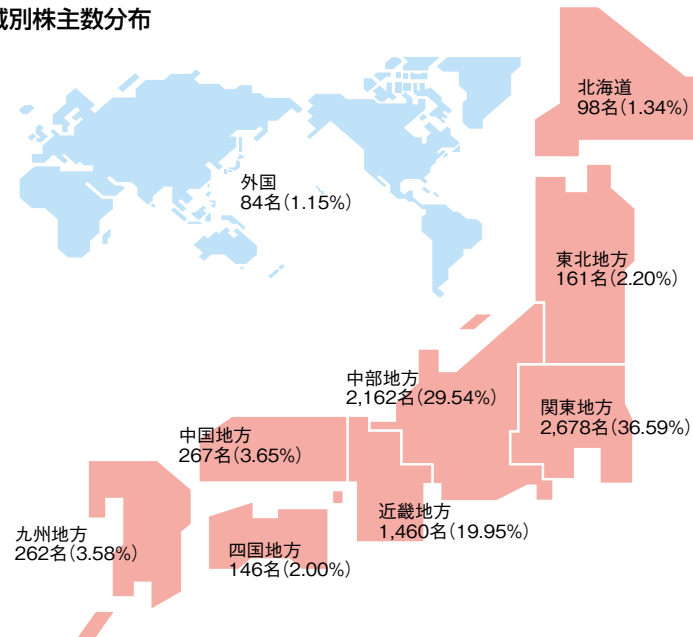 域別株主数分布
北海道
98名(1.34%)
外国
84名(1.15%)
東北地方
161名(2.20%)
中部地方
2,162名(29.54%)
関東地方
2,678名(36.59%)
中国地方
267名(3.65%)
近畿地方
1,460名(19.95%)
九州地方
262名(3.58%)
四国地方
146名(2.00%)